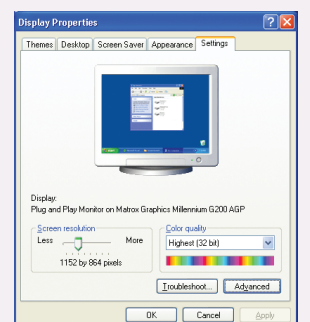 Display Properties
Themes Desktop Screen Saver Appearance Settings
Display:
Plug and Play Monitor on Matrox Graphics Millennium G200 AGP
Screen resolution
Less More
1152 by 864 pixels
Color quality
Highest (32 bit)
Troubleshoot... Advanced
OK Cancel Apply